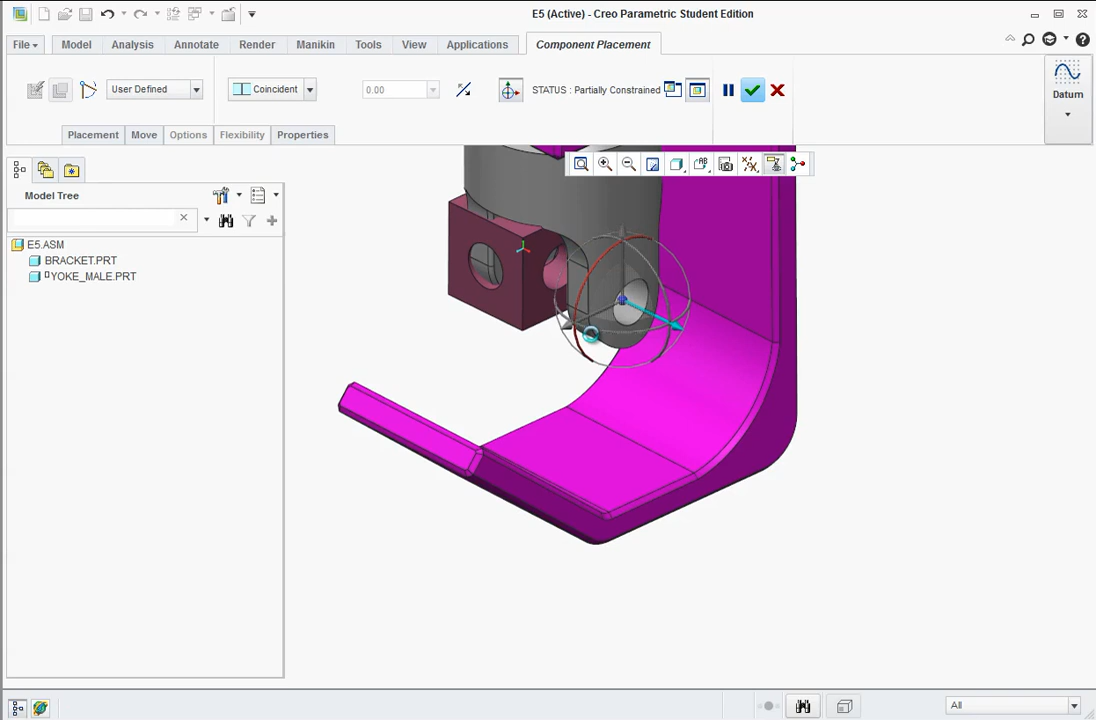 E5 (Active) - Creo Parametric Student Edition
File Model Analysis Annotate Render Manikin Tools View Applications Component Placement
User Defined Coincident 0.00 STATUS : Partially Constrained Datum
Placement Move Options Flexibility Properties
Model Tree
E5.ASM
BRACKET.PRT
YOKE_MALE.PRT
All